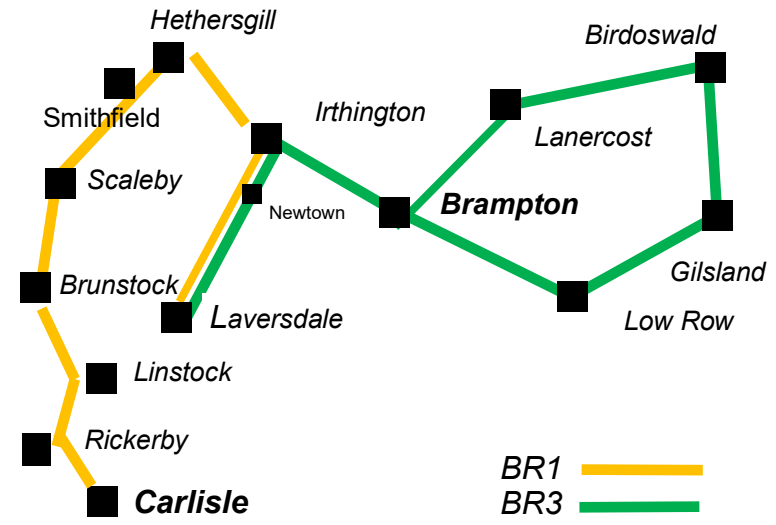 Hethersgill
Birdoswald
Smithfield
Irthington
Lanercost
Scaleby
Newtown
Brampton
Brunstock
Gilsland
Laversdale
Low Row
Linstock
Rickerby
BR1
Carlisle
BR3